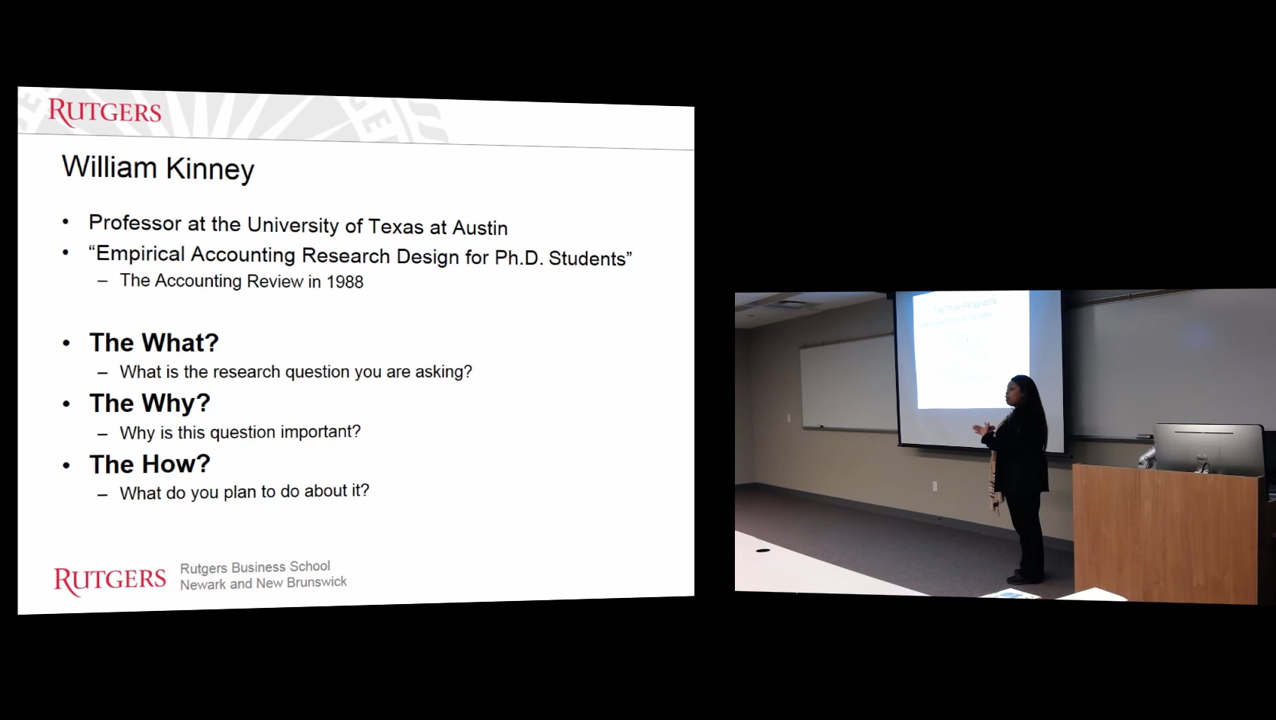 RUTGERS
William Kinney
• Professor at the University of Texas at Austin
• “Empirical Accounting Research Design for Ph.D. Students”
– The Accounting Review in 1988
• The What?
– What is the research question you are asking?
• The Why?
– Why is this question important?
• The How?
– What do you plan to do about it?
RUTGERS
Rutgers Business School
Newark and New Brunswick
The Three Paragraphs